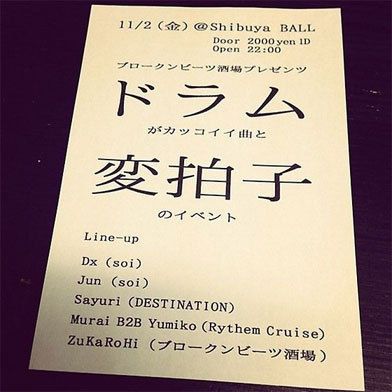 11/2(金)@Shibuya BALL
Door 2000yen 1D
Open 22:00
ブロークンビーツ酒場プレゼンツ
ドラム
がカッコイイ曲と
変拍子
のイベント
Line-up
Dx (soi)
Jun (soi)
Sayuri (DESTINATION)
Murai B2B Yumiko (Rythem Cruise)
ZuKaRoHi (ブロークンビーツ酒場)